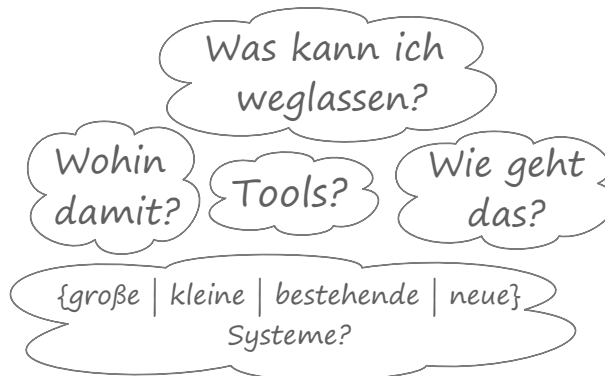 Was kann ich
weglassen?
Wohin
damit?
Tools?
Wie geht
das?
{große | kleine | bestehende | neue}
Systeme?